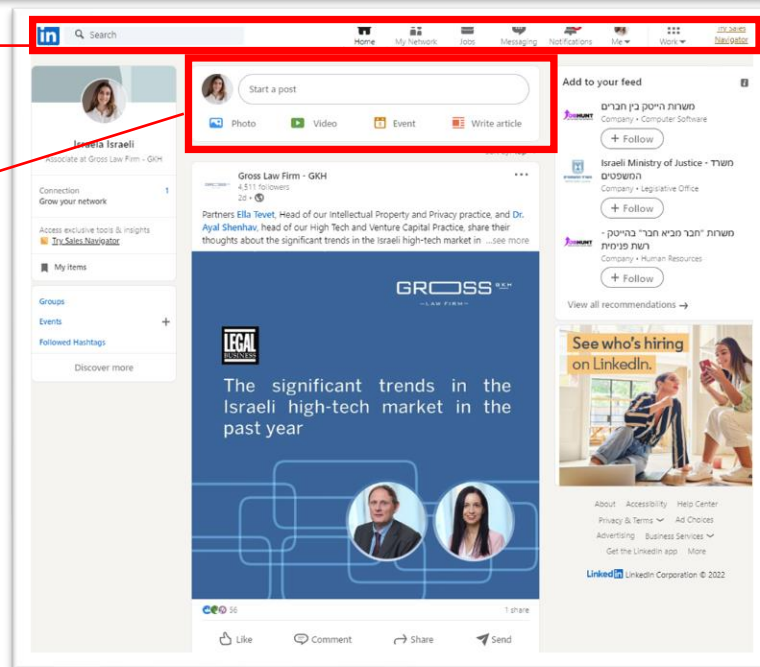 in Search Home My Network Jobs Messaging Notifications Me Work Try Sales
Navigator
Israela Israeli
Associate at Gross Law Firm - GKH
Connection 1
Grow your network
Access exclusive tools & insights
Try Sales Navigator
My items
Groups
Events +
Followed Hashtags
Discover more
Start a post
Photo Video Event Write article
Gross Law Firm - GKH
4,511 followers
2d •
Partners Ella Tevet, Head of our Intellectual Property and Privacy practice, and Dr.
Ayal Shenhav, head of our High Tech and Venture Capital Practice, share their
thoughts about the significant trends in the Israeli high-tech market in ...see more
GROSS GKH
-LAW FIRM-
LEGAL
BUSINESS
The significant trends in the
Israeli high-tech market in the
past year
56 1 share
Like Comment Share Send
Add to your feed
משרות הייטק בין חברים
Company • Computer Software
+ Follow
Israeli Ministry of Justice - משרד
המשפטים
Company • Legislative Office
+ Follow
משרות "חבר מביא חבר" בהייטק -
רשת פנימית
Company • Human Resources
+ Follow
View all recommendations →
See who's hiring
on LinkedIn.
About Accessibility Help Center
Privacy & Terms Ad Choices
Advertising Business Services
Get the LinkedIn app More
Linked in LinkedIn Corporation © 2022